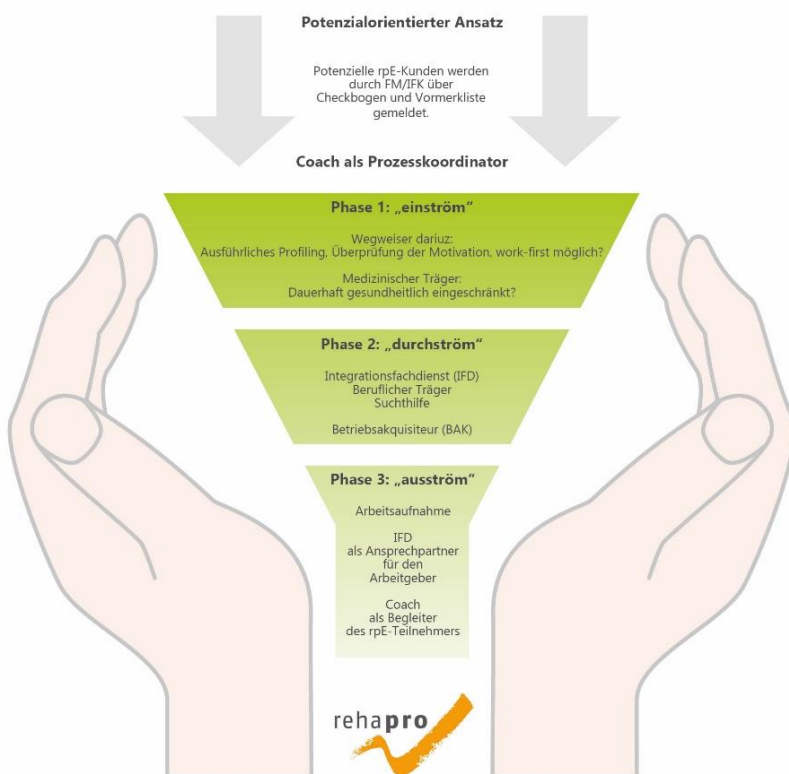 Potenzialorientierter Ansatz
Potenzielle rpE-Kunden werden
durch FM/IFK über
Checkbogen und Vormerkliste
gemeldet.
Coach als Prozesskoordinator
Phase 1: „einström“
Wegweiser dariuz:
Ausführliches Profiling, Überprüfung der Motivation, work-first möglich?
Medizinischer Träger:
Dauerhaft gesundheitlich eingeschränkt?
Phase 2: „durchström“
Integrationsfachdienst (IFD)
Beruflicher Träger
Suchthilfe
Betriebsakquisiteur (BAK)
Phase 3: „ausström“
Arbeitsaufnahme
IFD
als Ansprechpartner
für den
Arbeitgeber
Coach
als Begleiter
des rpE-Teilnehmers
rehapro